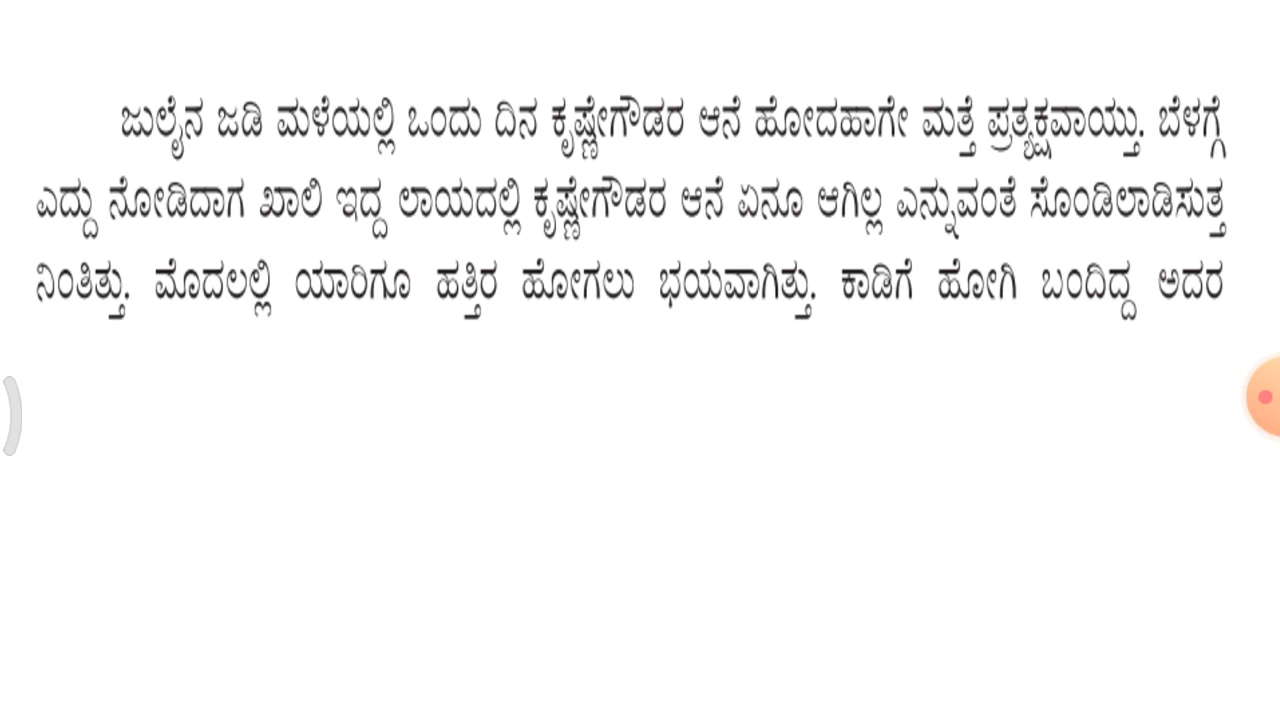 ಜುಲೈನ ಜಡಿ ಮಳೆಯಲ್ಲಿ ಒಂದು ದಿನ ಕೃಷ್ಣೇಗೌಡರ ಆನೆ ಹೋದಹಾಗೇ ಮತ್ತೆ ಪ್ರತ್ಯಕ್ಷವಾಯ್ತು. ಬೆಳಗ್ಗೆ
ಎದ್ದು ನೋಡಿದಾಗ ಖಾಲಿ ಇದ್ದ ಲಾಯದಲ್ಲಿ ಕೃಷ್ಣೇಗೌಡರ ಆನೆ ಏನೂ ಆಗಿಲ್ಲ ಎನ್ನುವಂತೆ ಸೊಂಡಿಲಾಡಿಸುತ್ತ
ನಿಂತಿತ್ತು. ಮೊದಲಲ್ಲಿ ಯಾರಿಗೂ ಹತ್ತಿರ ಹೋಗಲು ಭಯವಾಗಿತ್ತು. ಕಾಡಿಗೆ ಹೋಗಿ ಬಂದಿದ್ದ ಅದರ